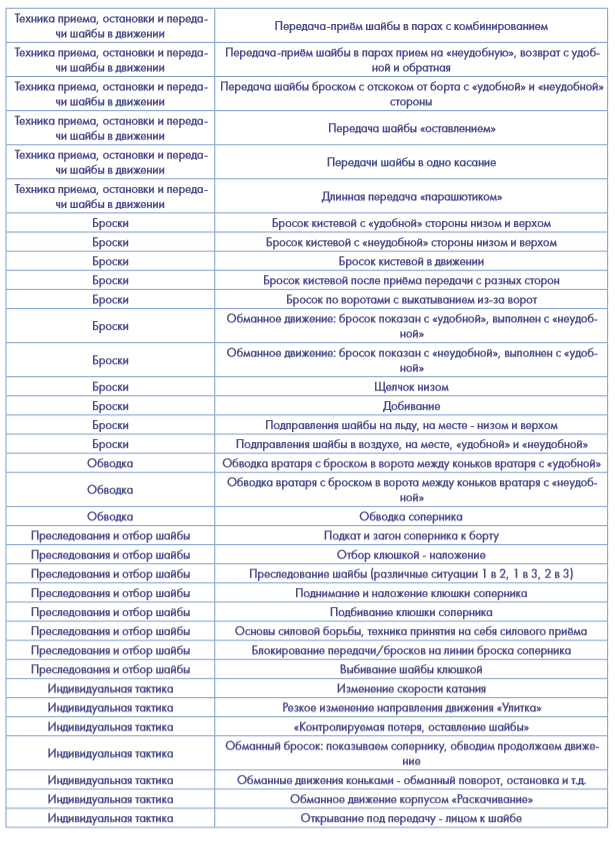 Техника приема, остановки и переда-
чи шайбы в движении
Передача-приём шайбы в парах с комбинированием
Техника приема, остановки и переда-
чи шайбы в движении
Передача-приём шайбы в парах прием на «неудобную», возврат с удоб-
ной и обратная
Техника приема, остановки и переда-
чи шайбы в движении
Передача шайбы броском с отскоком от борта с «удобной» и «неудобной»
стороны
Техника приема, остановки и переда-
чи шайбы в движении
Передача шайбы «оставлением»
Техника приема, остановки и переда-
чи шайбы в движении
Передачи шайбы в одно касание
Техника приема, остановки и переда-
чи шайбы в движении
Длинная передача «парашютиком»
Броски
Бросок кистевой с «удобной» стороны низом и верхом
Броски
Бросок кистевой с «неудобной» стороны низом и верхом
Броски
Бросок кистевой в движении
Броски
Бросок кистевой после приёма передачи с разных сторон
Броски
Бросок по воротами с выкатыванием из-за ворот
Броски
Обманное движение: бросок показан с «удобной», выполнен с «неудоб-
ной»
Броски
Обманное движение: бросок показан с «неудобной», выполнен с «удоб-
ной»
Броски
Щелчок низом
Броски
Добивание
Броски
Подправления шайбы на льду, на месте - низом и верхом
Броски
Подправления шайбы в воздухе, на месте, «удобной» и «неудобной»
Обводка
Обводка вратаря с броском в ворота между коньков вратаря с «удобной»
Обводка
Обводка вратаря с броском в ворота между коньков вратаря с «неудоб-
ной»
Обводка
Обводка соперника
Преследования и отбор шайбы
Подкат и загон соперника к борту
Преследования и отбор шайбы
Отбор клюшкой - наложение
Преследования и отбор шайбы
Преследование шайбы (различные ситуации 1 в 2, 1 в 3, 2 в 3)
Преследования и отбор шайбы
Поднимание и наложение клюшки соперника
Преследования и отбор шайбы
Подбивание клюшки соперника
Преследования и отбор шайбы
Основы силовой борьбы, техника принятия на себя силового приёма
Преследования и отбор шайбы
Блокирование передачи/бросков на линии броска соперника
Преследования и отбор шайбы
Выбивание шайбы клюшкой
Индивидуальная тактика
Изменение скорости катания
Индивидуальная тактика
Резкое изменение направления движения «Улитка»
Индивидуальная тактика
«Контролируемая потеря, оставление шайбы»
Индивидуальная тактика
Обманный бросок: показываем сопернику, обводим продолжаем движе-
ние
Индивидуальная тактика
Обманные движения коньками - обманный поворот, остановка и т.д.
Индивидуальная тактика
Обманное движение корпусом «Раскачивание»
Индивидуальная тактика
Открывание под передачу - лицом к шайбе